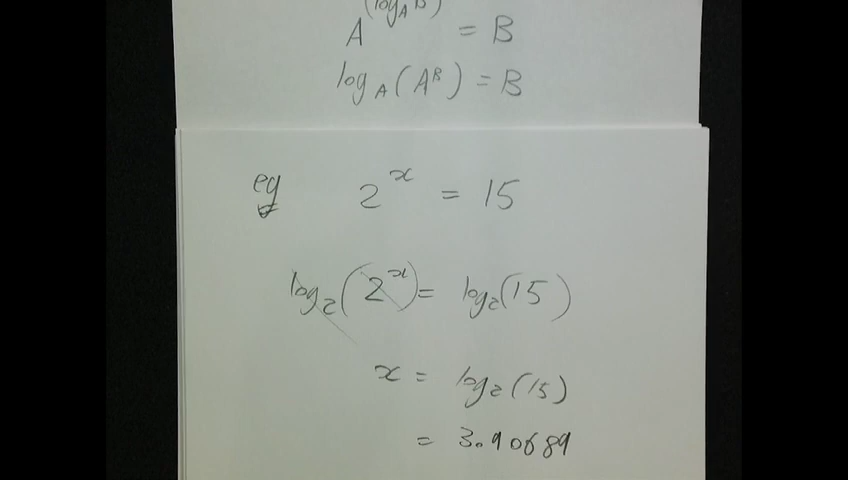 A^(log_A B) = B
log_A(A^B) = B
eg 2^x = 15
log_2(2^x) = log_2(15)
x = log_2(15)
= 3.90689